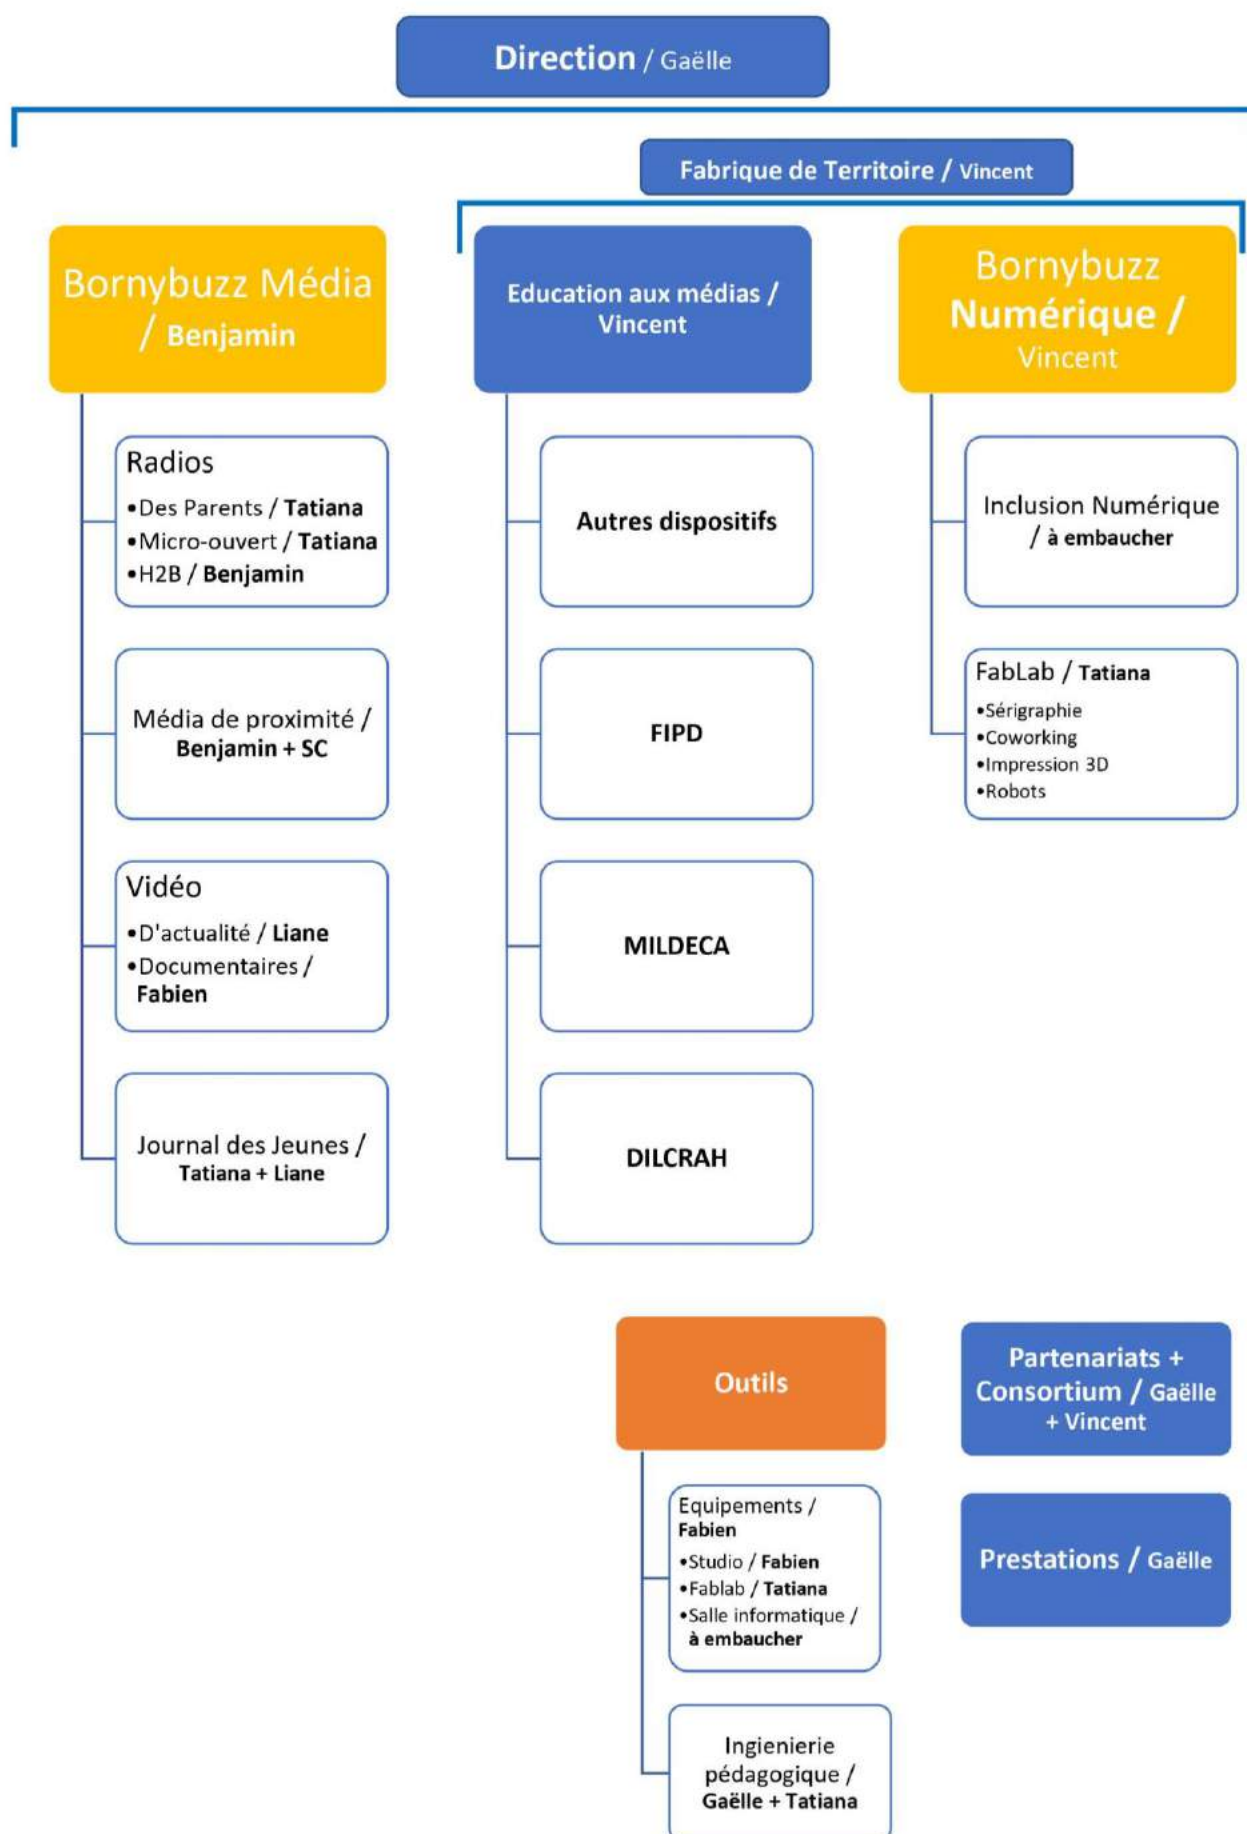 Direction / Gaëlle
Fabrique de Territoire / Vincent
Bornybuzz Média
/ Benjamin
Radios
•Des Parents / Tatiana
•Micro-ouvert / Tatiana
•H2B / Benjamin
Média de proximité /
Benjamin + SC
Vidéo
•D'actualité / Liane
•Documentaires /
Fabien
Journal des Jeunes /
Tatiana + Liane
Education aux médias /
Vincent
Autres dispositifs
FIPD
MILDECA
DILCRAH
Bornybuzz
Numérique /
Vincent
Inclusion Numérique
/ à embaucher
FabLab / Tatiana
•Sérigraphie
•Coworking
•Impression 3D
•Robots
Outils
Equipements /
Fabien
•Studio / Fabien
•Fablab / Tatiana
•Salle informatique /
à embaucher
Ingienierie
pédagogique /
Gaëlle + Tatiana
Partenariats +
Consortium / Gaëlle
+ Vincent
Prestations / Gaëlle